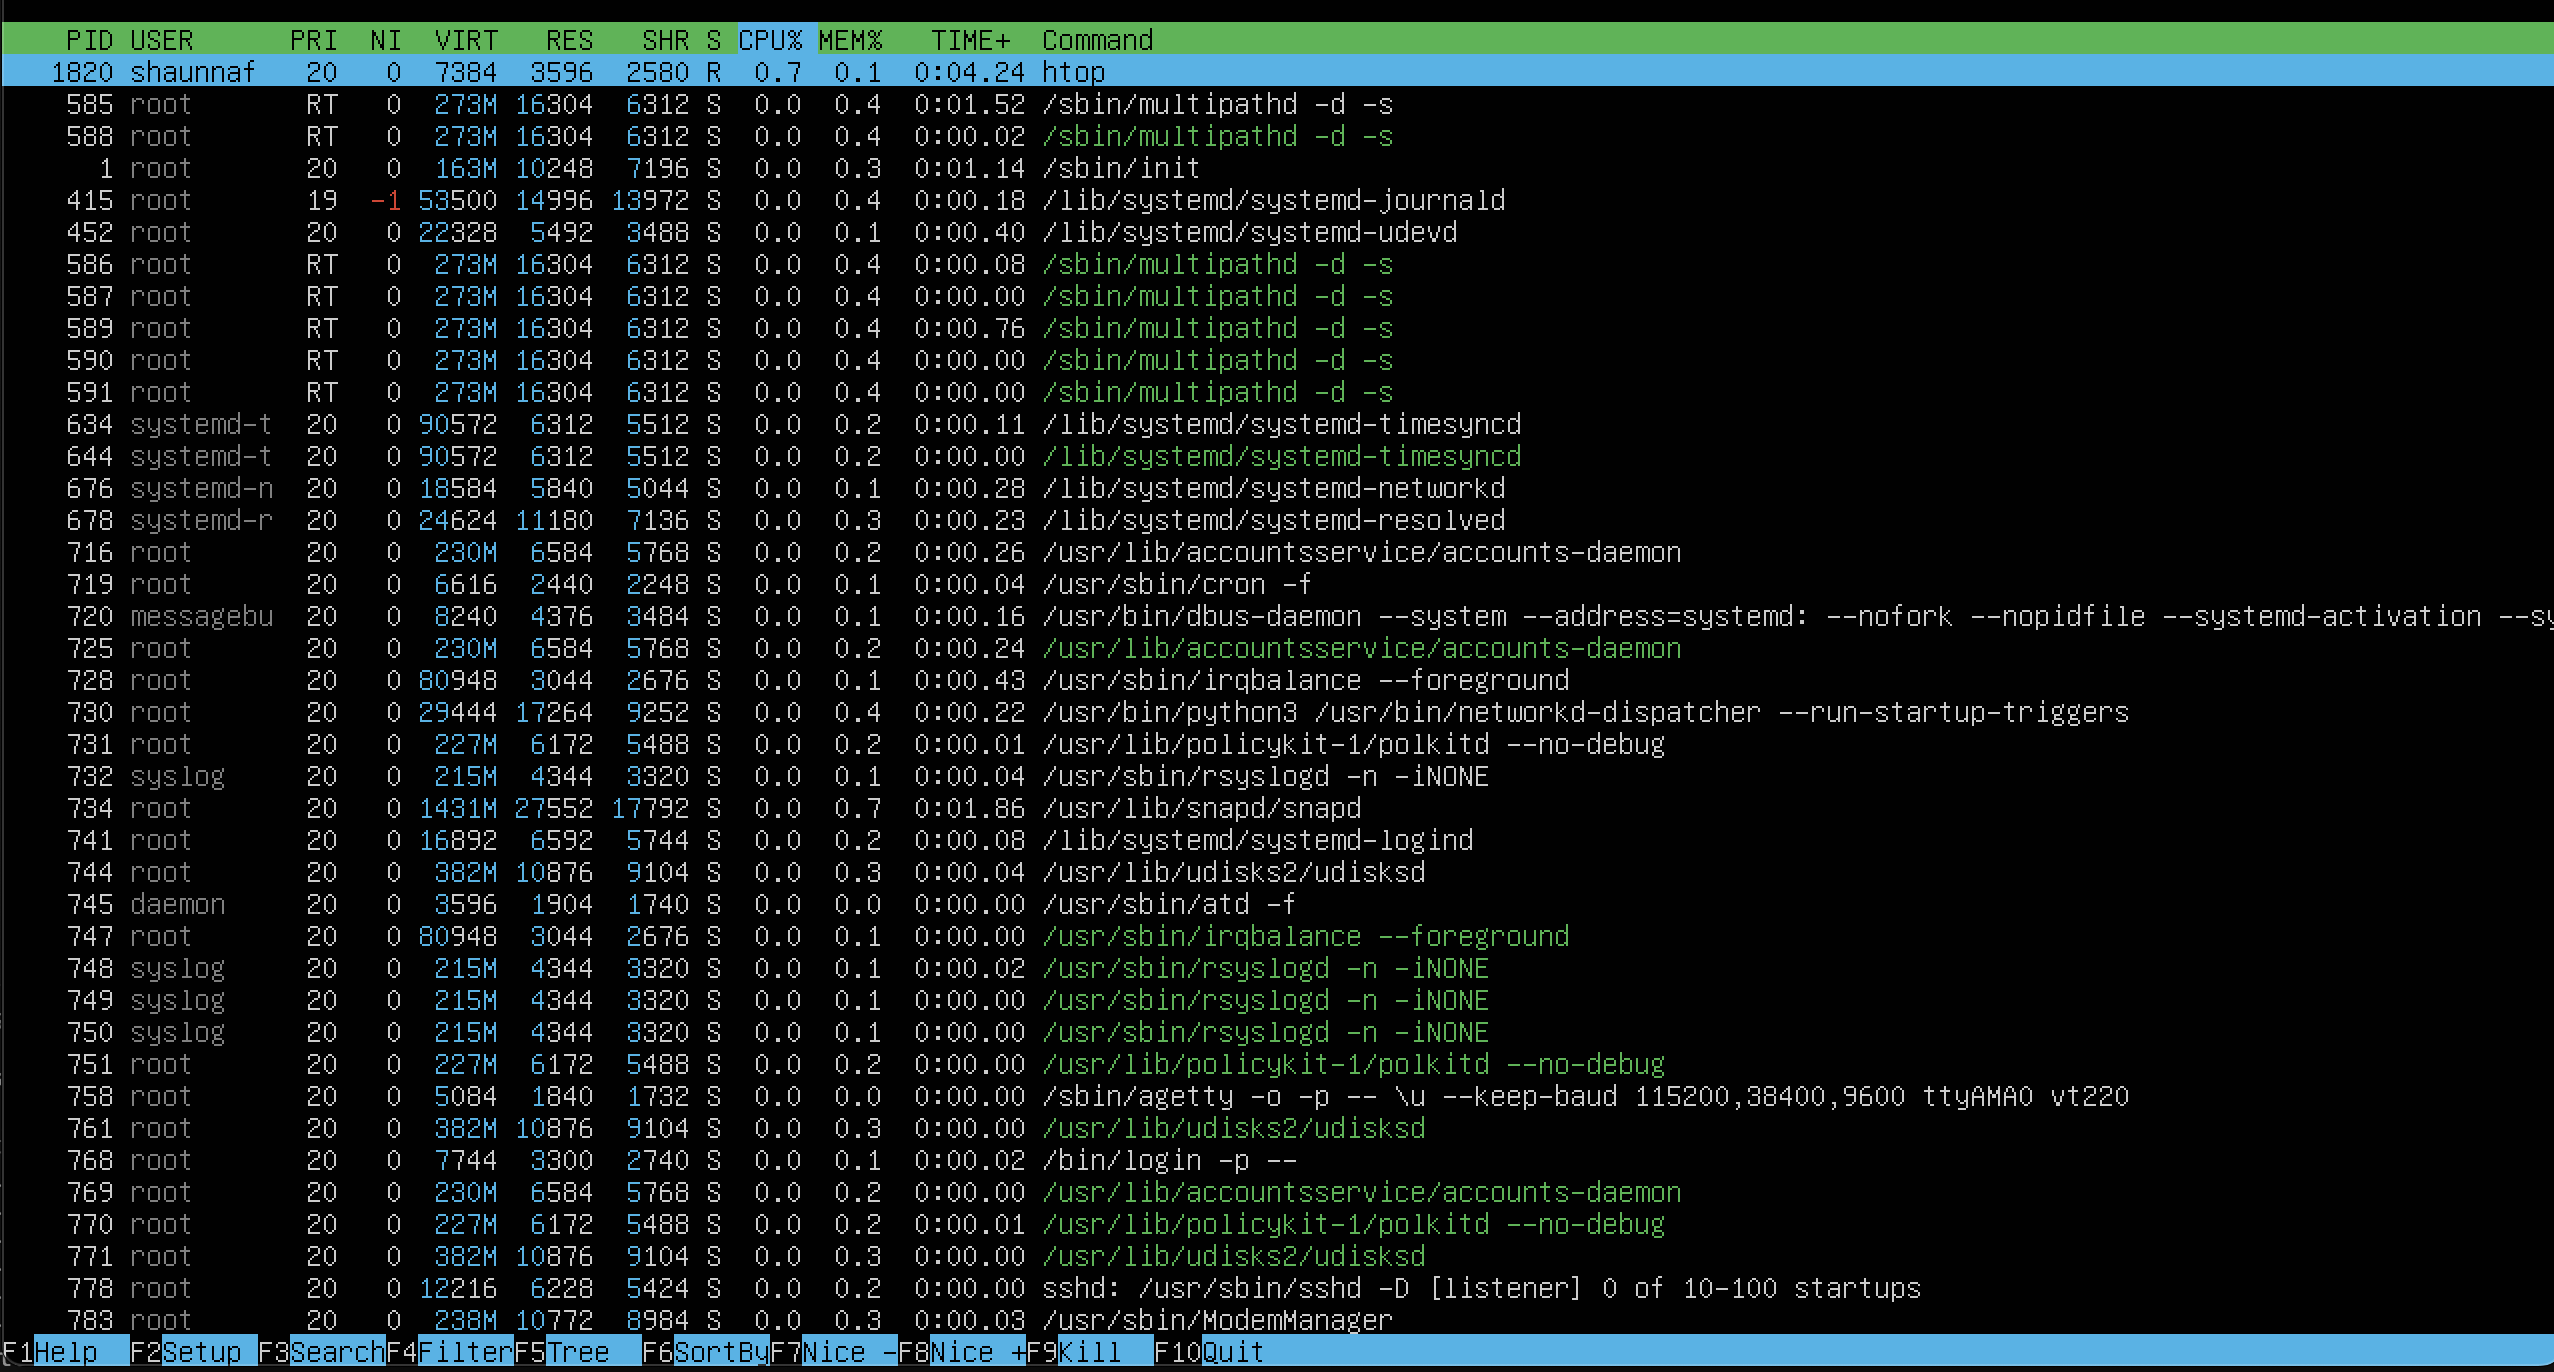 PID USER PRI NI VIRT RES SHR S CPU% MEM% TIME+ Command
1820 shaunnaf 20 0 7384 3596 2580 R 0.7 0.1 0:04.24 htop
585 root RT 0 273M 16304 6312 S 0.0 0.4 0:01.52 /sbin/multipathd -d -s
588 root RT 0 273M 16304 6312 S 0.0 0.4 0:00.02 /sbin/multipathd -d -s
1 root 20 0 163M 10248 7196 S 0.0 0.3 0:01.14 /sbin/init
415 root 19 -1 53500 14996 13972 S 0.0 0.4 0:00.18 /lib/systemd/systemd-journald
452 root 20 0 22328 5492 3488 S 0.0 0.1 0:00.40 /lib/systemd/systemd-udevd
586 root RT 0 273M 16304 6312 S 0.0 0.4 0:00.08 /sbin/multipathd -d -s
587 root RT 0 273M 16304 6312 S 0.0 0.4 0:00.00 /sbin/multipathd -d -s
589 root RT 0 273M 16304 6312 S 0.0 0.4 0:00.76 /sbin/multipathd -d -s
590 root RT 0 273M 16304 6312 S 0.0 0.4 0:00.00 /sbin/multipathd -d -s
591 root RT 0 273M 16304 6312 S 0.0 0.4 0:00.00 /sbin/multipathd -d -s
634 systemd-t 20 0 90572 6312 5512 S 0.0 0.2 0:00.11 /lib/systemd/systemd-timesyncd
644 systemd-t 20 0 90572 6312 5512 S 0.0 0.2 0:00.00 /lib/systemd/systemd-timesyncd
676 systemd-n 20 0 18584 5840 5044 S 0.0 0.1 0:00.28 /lib/systemd/systemd-networkd
678 systemd-r 20 0 24624 11180 7136 S 0.0 0.3 0:00.23 /lib/systemd/systemd-resolved
716 root 20 0 230M 6584 5768 S 0.0 0.2 0:00.26 /usr/lib/accountsservice/accounts-daemon
719 root 20 0 6616 2440 2248 S 0.0 0.1 0:00.04 /usr/sbin/cron -f
720 messagebu 20 0 8240 4376 3484 S 0.0 0.1 0:00.16 /usr/bin/dbus-daemon --system --address=systemd: --nofork --nopidfile --systemd-activation --sy
725 root 20 0 230M 6584 5768 S 0.0 0.2 0:00.24 /usr/lib/accountsservice/accounts-daemon
728 root 20 0 80948 3044 2676 S 0.0 0.1 0:00.43 /usr/sbin/irqbalance --foreground
730 root 20 0 29444 17264 9252 S 0.0 0.4 0:00.22 /usr/bin/python3 /usr/bin/networkd-dispatcher --run-startup-triggers
731 root 20 0 227M 6172 5488 S 0.0 0.2 0:00.01 /usr/lib/policykit-1/polkitd --no-debug
732 syslog 20 0 215M 4344 3320 S 0.0 0.1 0:00.04 /usr/sbin/rsyslogd -n -iNONE
734 root 20 0 1431M 27552 17792 S 0.0 0.7 0:01.86 /usr/lib/snapd/snapd
741 root 20 0 16892 6592 5744 S 0.0 0.2 0:00.08 /lib/systemd/systemd-logind
744 root 20 0 382M 10876 9104 S 0.0 0.3 0:00.04 /usr/lib/udisks2/udisksd
745 daemon 20 0 3596 1904 1740 S 0.0 0.0 0:00.00 /usr/sbin/atd -f
747 root 20 0 80948 3044 2676 S 0.0 0.1 0:00.00 /usr/sbin/irqbalance --foreground
748 syslog 20 0 215M 4344 3320 S 0.0 0.1 0:00.02 /usr/sbin/rsyslogd -n -iNONE
749 syslog 20 0 215M 4344 3320 S 0.0 0.1 0:00.00 /usr/sbin/rsyslogd -n -iNONE
750 syslog 20 0 215M 4344 3320 S 0.0 0.1 0:00.00 /usr/sbin/rsyslogd -n -iNONE
751 root 20 0 227M 6172 5488 S 0.0 0.2 0:00.00 /usr/lib/policykit-1/polkitd --no-debug
758 root 20 0 5084 1840 1732 S 0.0 0.0 0:00.00 /sbin/agetty -o -p -- \u --keep-baud 115200,38400,9600 ttyAMA0 vt220
761 root 20 0 382M 10876 9104 S 0.0 0.3 0:00.00 /usr/lib/udisks2/udisksd
768 root 20 0 7744 3300 2740 S 0.0 0.1 0:00.02 /bin/login -p --
769 root 20 0 230M 6584 5768 S 0.0 0.2 0:00.00 /usr/lib/accountsservice/accounts-daemon
770 root 20 0 227M 6172 5488 S 0.0 0.2 0:00.01 /usr/lib/policykit-1/polkitd --no-debug
771 root 20 0 382M 10876 9104 S 0.0 0.3 0:00.00 /usr/lib/udisks2/udisksd
778 root 20 0 12216 6228 5424 S 0.0 0.2 0:00.00 sshd: /usr/sbin/sshd -D [listener] 0 of 10-100 startups
783 root 20 0 238M 10772 8984 S 0.0 0.3 0:00.03 /usr/sbin/ModemManager
F1Help F2Setup F3SearchF4FilterF5Tree F6SortByF7Nice -F8Nice +F9Kill F10Quit